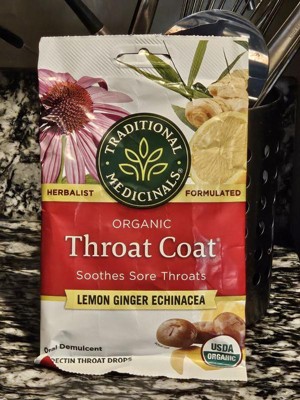 TRADITIONAL
MEDICINALS
HERBALIST
FORMULATED
ORGANIC
Throat Coat
Soothes Sore Throats
LEMON GINGER ECHINACEA
Oral Demulcent
PECTIN THROAT DROPS
USDA
ORGANIC